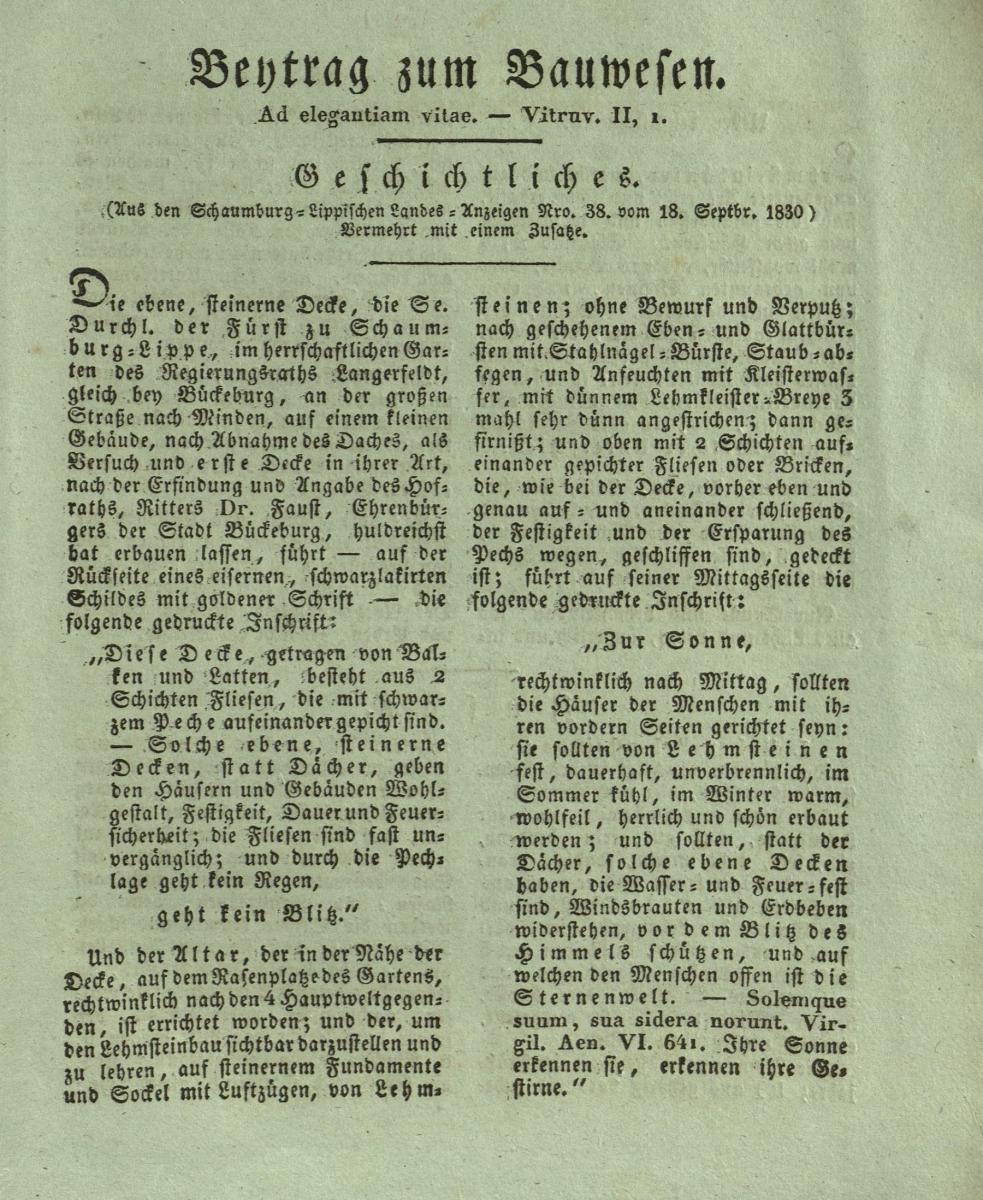 Beytrag zum Bauwesen.
Ad elegantiam vitae. — Vitruv. II, 1.
Geschichtliches.
(Aus den Schaumburg-Lippischen Landes-Anzeigen Nro. 38. vom 18. Septbr. 1830)
Vermehrt mit einem Zusatze.
Die ebene, steinerne Decke, die Se.
Durchl. der Fürst zu Schaum-
burg-Lippe, im herrschaftlichen Gar-
ten des Regierungsraths Langerfeldt,
gleich bey Bückeburg, an der großen
Straße nach Minden, auf einem kleinen
Gebäude, nach Abnahme des Daches, als
Versuch und erste Decke in ihrer Art,
nach der Erfindung und Angabe des Hof-
raths, Ritters Dr. Faust, Ehrenbür-
gers der Stadt Bückeburg, huldreichst
hat erbauen lassen, führt — auf der
Rückseite eines eisernen, schwarzlakirten
Schildes mit goldener Schrift — die
folgende gedruckte Inschrift:
„Diese Decke, getragen von Bal-
ken und Latten, besteht aus 2
Schichten Fliesen, die mit schwar-
zem Peche aufeinander gepicht sind.
— Solche ebene, steinerne
Decken, statt Dächer, geben
den Häusern und Gebäuden Wohl-
gestalt, Festigkeit, Dauer und Feuer-
sicherheit; die Fliesen sind fast un-
vergänglich; und durch die Pech-
lage geht kein Regen,
geht kein Blitz.“
Und der Altar, der in der Nähe der
Decke, auf dem Rasenplatze des Gartens,
rechtwinklich nach den 4 Hauptweltgegen-
den, ist errichtet worden; und der, um
den Lehmsteinbau sichtbar darzustellen und
zu lehren, auf steinernem Fundamente
und Sockel mit Luftzügen, von Lehm-
steinen; ohne Bewurf und Verputz;
nach geschehenem Eben- und Glattbür-
sten mit Stahlnägel-Bürste, Staub-ab-
fegen, und Anfeuchten mit Kleisterwas-
ser, mit dünnem Lehmkleister-Breye 3
mahl sehr dünn angestrichen; dann ge-
firnißt; und oben mit 2 Schichten auf-
einander gepichter Fliesen oder Bricken,
die, wie bei der Decke, vorher eben und
genau auf- und aneinander schließend,
der Festigkeit und der Ersparung des
Pechs wegen, geschliffen sind, gedeckt
ist; führt auf seiner Mittagsseite die
folgende gedruckte Inschrift:
„Zur Sonne,
rechtwinklich nach Mittag, sollten
die Häuser der Menschen mit ih-
ren vordern Seiten gerichtet seyn:
sie sollten von Lehmsteinen
fest, dauerhaft, unverbrennlich, im
Sommer kühl, im Winter warm,
wohlfeil, herrlich und schön erbaut
werden; und sollten, statt der
Dächer, solche ebene Decken
haben, die Wasser- und Feuer-fest
sind, Windsbrauten und Erdbeben
widerstehen, vor dem Blitz des
Himmels schützen, und auf
welchen den Menschen offen ist die
Sternenwelt. — Solemque
suum, sua sidera norunt. Vir-
gil. Aen. VI. 641. Ihre Sonne
erkennen sie, erkennen ihre Ge-
stirne.“